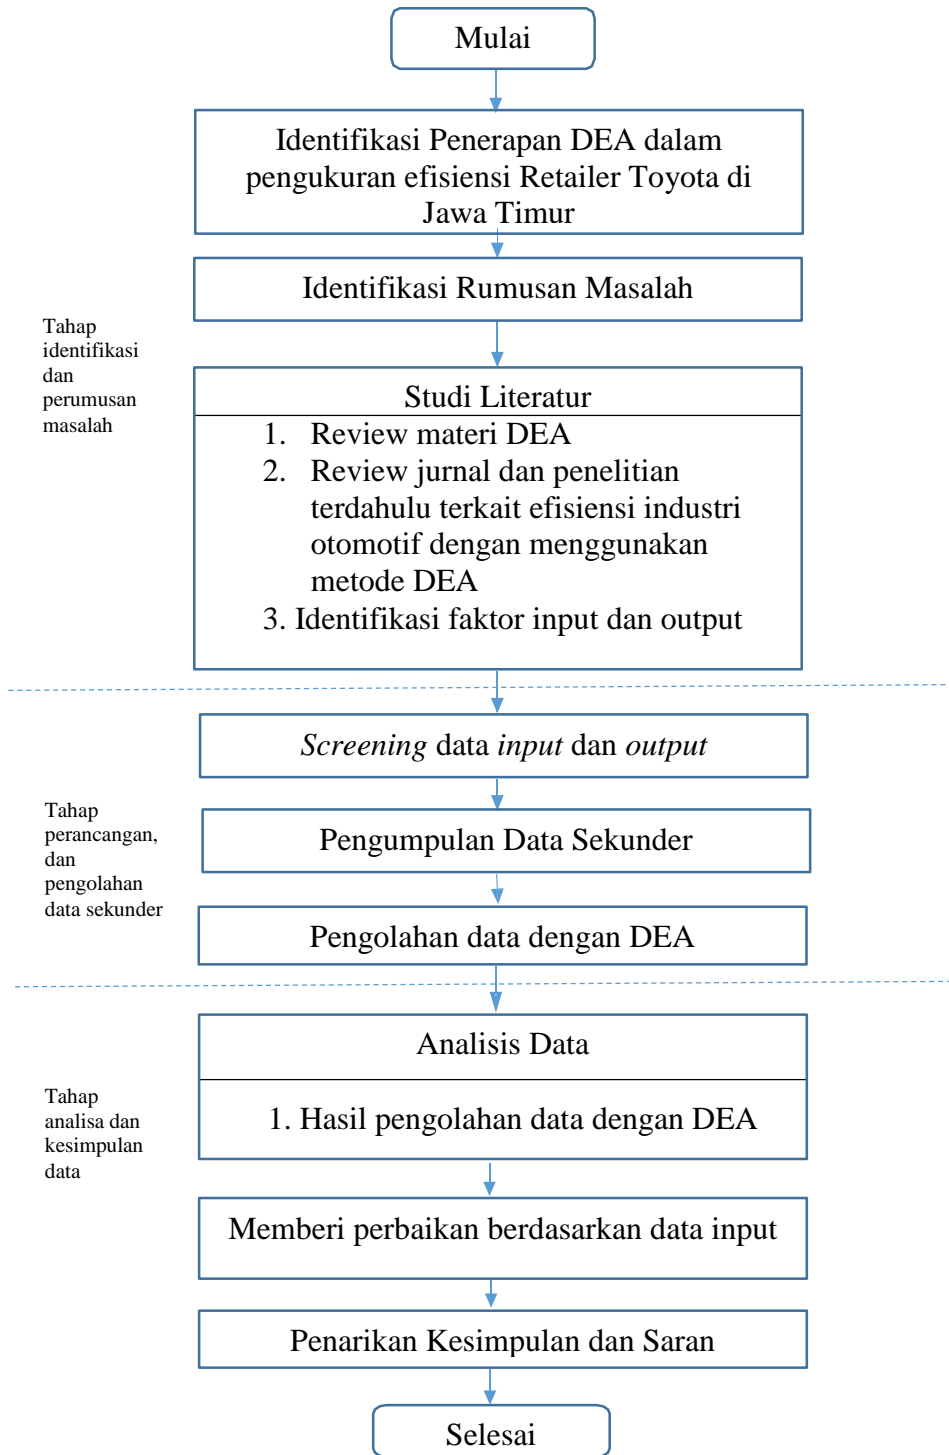 Mulai
Identifikasi Penerapan DEA dalam
pengukuran efisiensi Retailer Toyota di
Jawa Timur
Identifikasi Rumusan Masalah
Tahap
identifikasi
dan
perumusan
masalah
Studi Literatur
1. Review materi DEA
2. Review jurnal dan penelitian
terdahulu terkait efisiensi industri
otomotif dengan menggunakan
metode DEA
3. Identifikasi faktor input dan output
Screening data input dan output
Tahap
perancangan,
dan
pengolahan
data sekunder
Pengumpulan Data Sekunder
Pengolahan data dengan DEA
Analisis Data
1. Hasil pengolahan data dengan DEA
Tahap
analisa dan
kesimpulan
data
Memberi perbaikan berdasarkan data input
Penarikan Kesimpulan dan Saran
Selesai